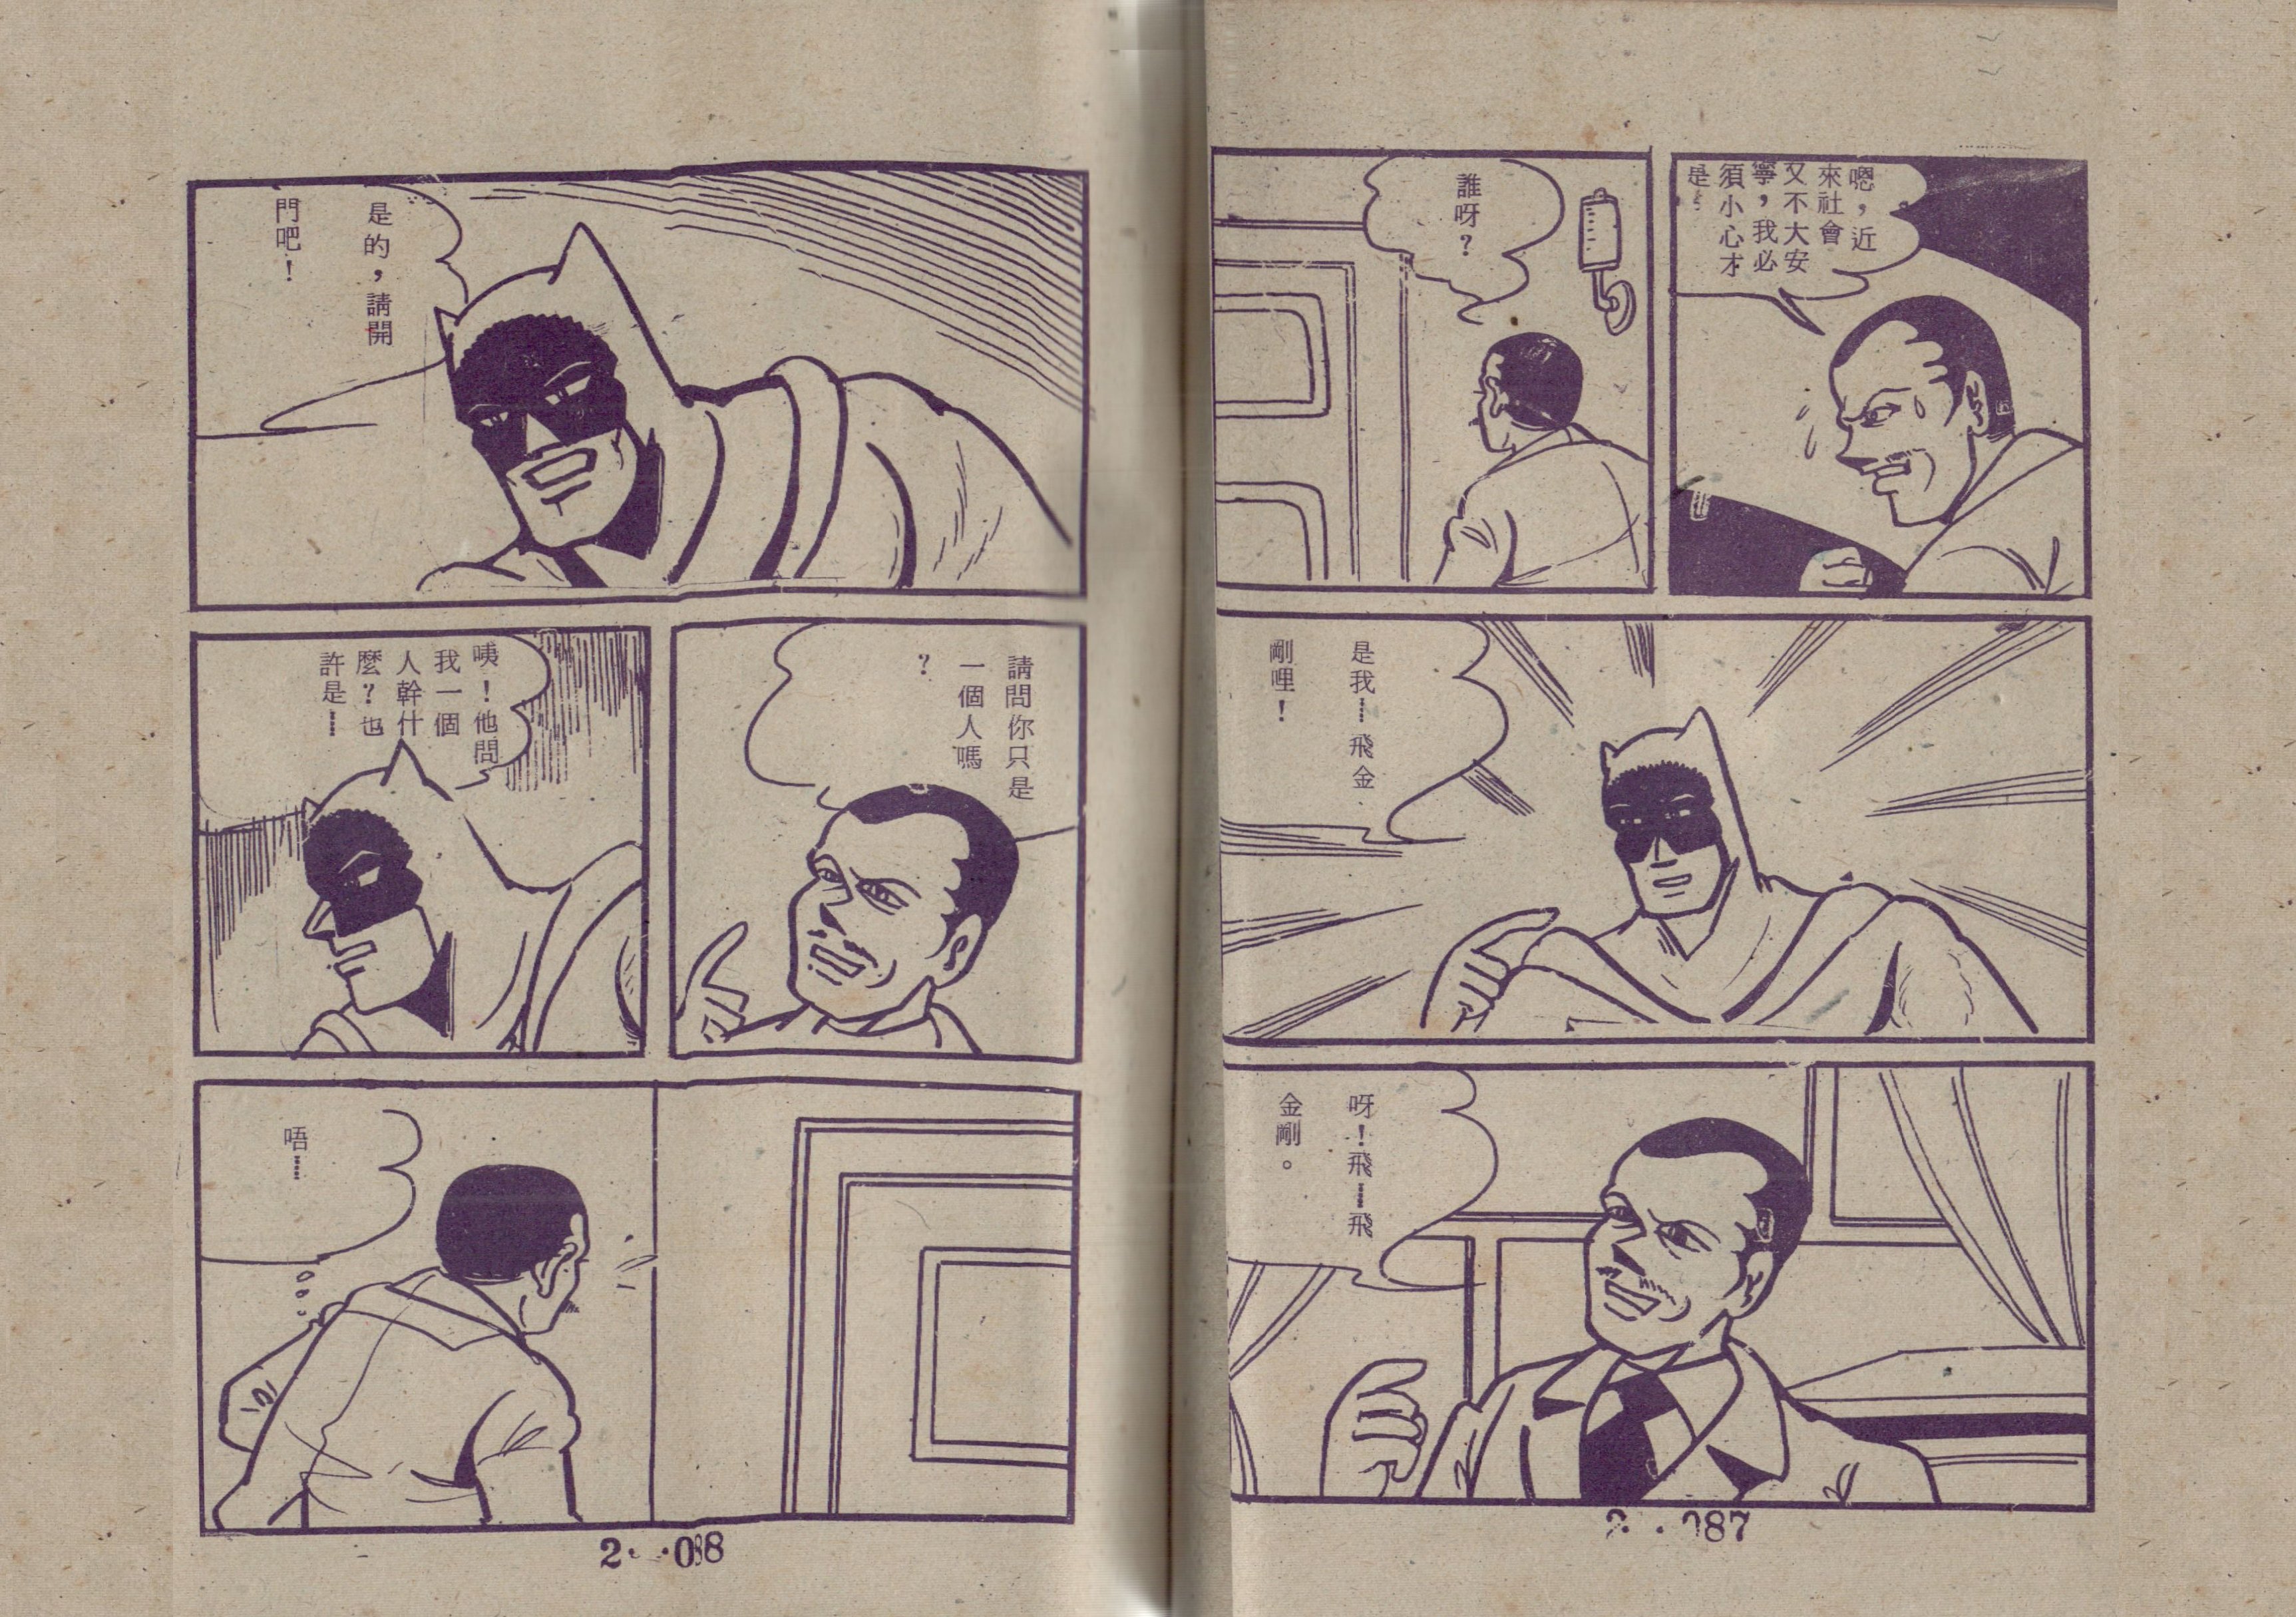 嗯，近
來社會
又不大安
寧，我必
須小心才
是
誰呀？
是我┅飛金
剛哩！
呀！飛┅飛
金剛。
087
是的，請開
門吧！
請問你只是
一個人嗎
？
咦！他問
我一個
人幹什
麼？也
許是┅
唔┅
2··088